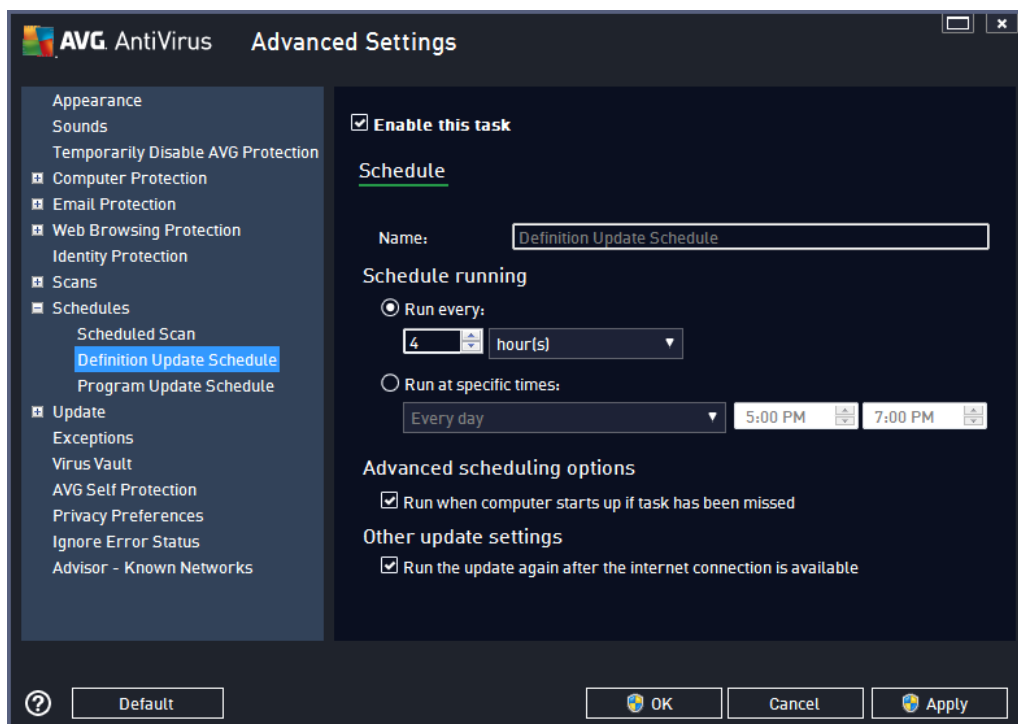 AVG AntiVirus Advanced Settings
Appearance
Sounds
Temporarily Disable AVG Protection
Computer Protection
Email Protection
Web Browsing Protection
Identity Protection
Scans
Schedules
Scheduled Scan
Definition Update Schedule
Program Update Schedule
Update
Exceptions
Virus Vault
AVG Self Protection
Privacy Preferences
Ignore Error Status
Advisor - Known Networks
Enable this task
Schedule
Name: Definition Update Schedule
Schedule running
Run every:
4 hour(s)
Run at specific times:
Every day 5:00 PM 7:00 PM
Advanced scheduling options
Run when computer starts up if task has been missed
Other update settings
Run the update again after the internet connection is available
? Default OK Cancel Apply